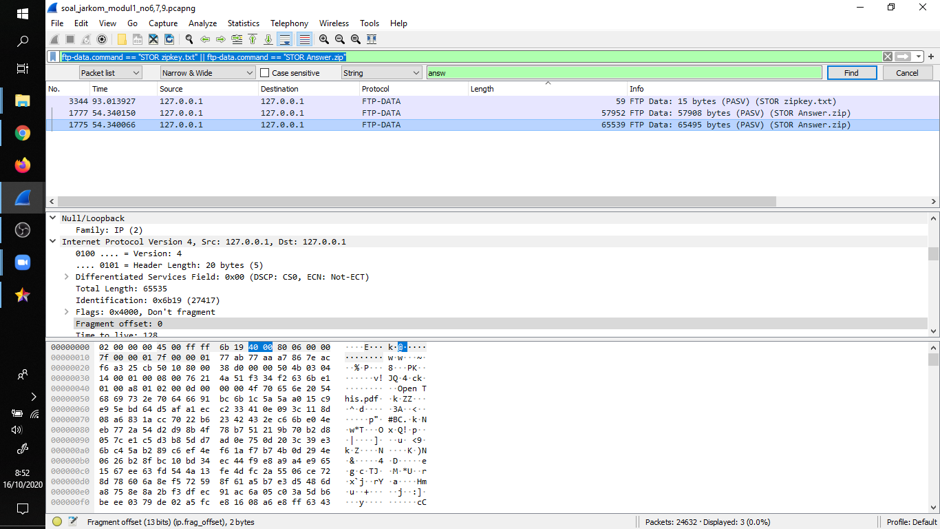 soal_jarkom_modul1_no6,7,9.pcapng
File Edit View Go Capture Analyze Statistics Telephony Wireless Tools Help
ftp-data.command == "STOR zipkey.txt" || ftp-data.command == "STOR Answer.zip"
Packet list Narrow & Wide Case sensitive String answ Find Cancel
No. Time Source Destination Protocol Length Info
3344 93.013927 127.0.0.1 127.0.0.1 FTP-DATA 59 FTP Data: 15 bytes (PASV) (STOR zipkey.txt)
1777 54.340150 127.0.0.1 127.0.0.1 FTP-DATA 57952 FTP Data: 57908 bytes (PASV) (STOR Answer.zip)
1775 54.340066 127.0.0.1 127.0.0.1 FTP-DATA 65539 FTP Data: 65495 bytes (PASV) (STOR Answer.zip)
Null/Loopback
Family: IP (2)
Internet Protocol Version 4, Src: 127.0.0.1, Dst: 127.0.0.1
0100 .... = Version: 4
.... 0101 = Header Length: 20 bytes (5)
Differentiated Services Field: 0x00 (DSCP: CS0, ECN: Not-ECT)
Total Length: 65535
Identification: 0x6b19 (27417)
Flags: 0x4000, Don't fragment
Fragment offset: 0
Time to live: 128
00000000 02 00 00 00 45 00 ff ff 6b 19 40 00 80 06 00 00 ····E··· k·@·····
00000010 7f 00 00 01 7f 00 00 01 77 ab 77 aa a7 86 7e ac ········ w·w···~·
00000020 f6 a3 25 cb 50 10 80 00 38 d0 00 00 50 4b 03 04 ··%·P··· 8···PK··
00000030 14 00 01 00 08 00 76 21 4a 51 f3 34 f2 63 6b e1 ······v! JQ·4·ck·
00000040 01 00 a8 01 02 00 0d 00 00 00 4f 70 65 6e 20 54 ········ ··Open T
00000050 68 69 73 2e 70 64 66 91 bc 6b 1c 5a 5a a0 15 c9 his.pdf· ·k·ZZ···
00000060 e9 5e bd 64 d5 af a1 ec c2 33 41 0e 09 3c 11 8d ·^·d···· ·3A··<··
00000070 08 a6 83 1a cc 70 22 b6 23 42 43 2e c6 6b e0 4e ·····p"· #BC.·k·N
00000080 eb 77 2a 54 d2 d9 8b 4f 78 b7 51 21 9b 70 b2 d8 ·w*T···O x·Q!·p··
00000090 05 7c e1 c5 d3 b8 5d d7 ad 0e 75 0d 20 3c 39 e3 ·|····]· ··u· <9·
000000a0 6b c4 5a b2 89 c6 ef 4e f6 1a f7 b7 4b 0d 29 4e k·Z····N ····K·)N
000000b0 06 26 b2 8f bc 10 bd 34 ec 44 f9 e8 a9 a4 e9 65 ·&·····4 ·D·····e
000000c0 15 67 ee 63 fd 54 4a 13 fe 4d fc 2a 55 06 ce 72 ·g·c·TJ· ·M·*U··r
000000d0 8d 78 60 6a 8e f5 72 59 8f 61 a5 b7 e3 d5 48 6d ·x`j··rY ·a····Hm
000000e0 a8 75 8e 8a 2b f3 df ec 91 ac 6a 05 c0 3a 5d b6 ·u··+··· ··j··:]·
000000f0 be ee 03 79 de 02 a5 fc e8 16 08 a6 e8 ff 63 43 ···y···· ······cC
8:52
16/10/2020
Fragment offset (13 bits) (ip.frag_offset), 2 bytes Packets: 24632 · Displayed: 3 (0.0%) Profile: Default